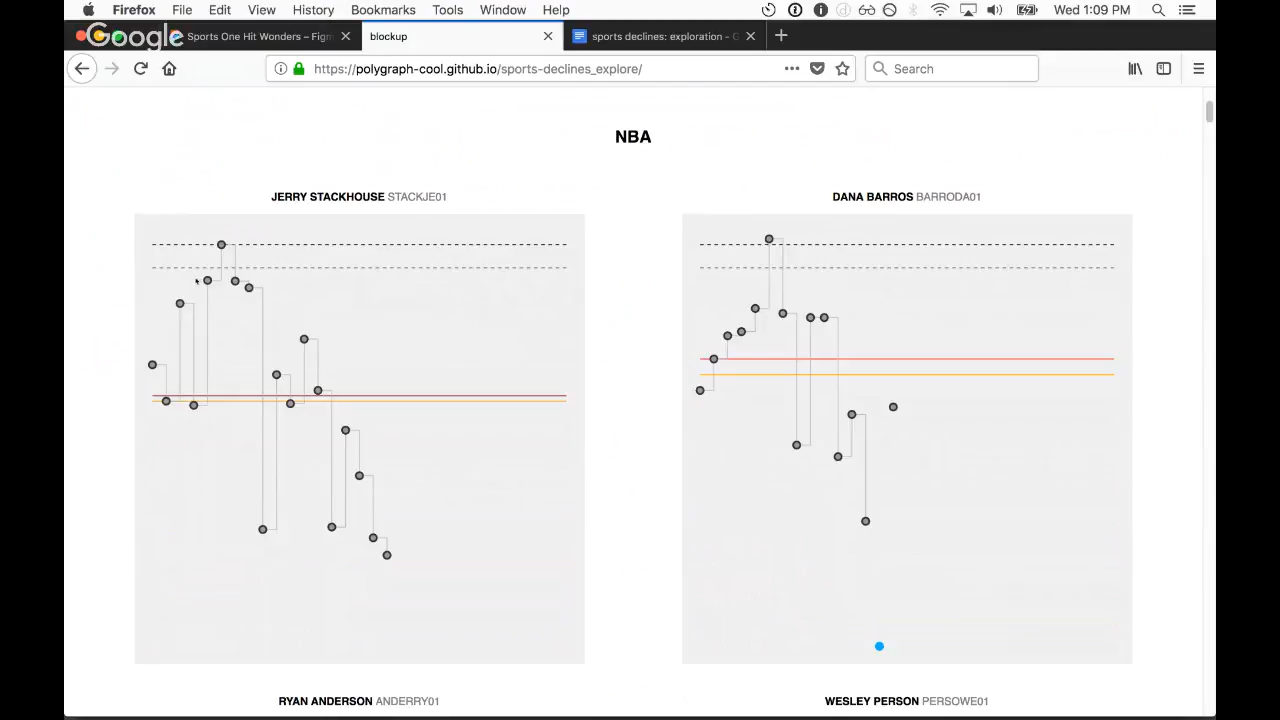 Firefox File Edit View History Bookmarks Tools Window Help Wed 1:09 PM
Google Sports One Hit Wonders – Figm blockup sports declines: exploration - G
https://polygraph-cool.github.io/sports-declines_explore/ Search
NBA
JERRY STACKHOUSE STACKJE01 DANA BARROS BARRODA01
RYAN ANDERSON ANDERRY01 WESLEY PERSON PERSOWE01